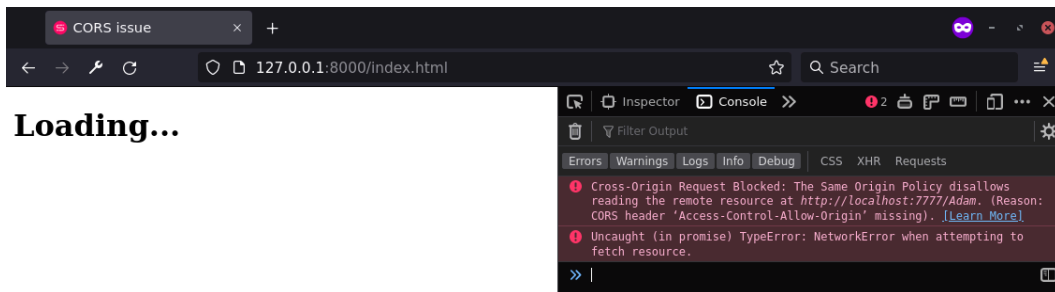 CORS issue
127.0.0.1:8000/index.html
Search
Loading...
Inspector
Console
2
Filter Output
Errors
Warnings
Logs
Info
Debug
CSS
XHR
Requests
Cross-Origin Request Blocked: The Same Origin Policy disallows
reading the remote resource at http://localhost:7777/Adam. (Reason:
CORS header ‘Access-Control-Allow-Origin’ missing). [Learn More]
Uncaught (in promise) TypeError: NetworkError when attempting to
fetch resource.